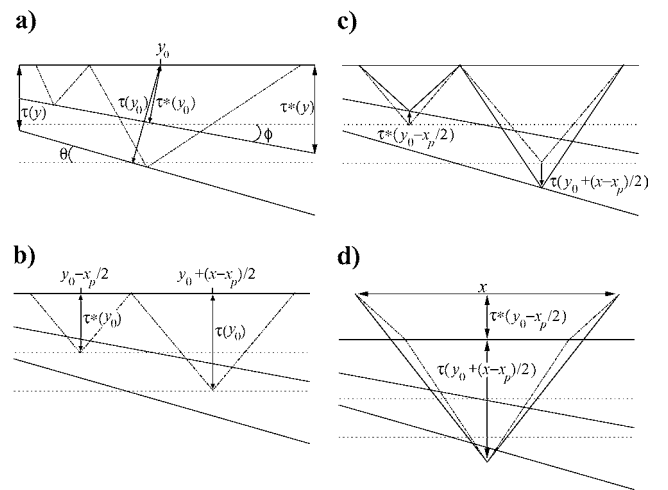 a)
y₀
τ(y)
τ(y₀)
τ*(y₀)
τ*(y)
θ
ϕ
b)
y₀−xₚ/2
y₀+(x−xₚ)/2
τ*(y₀)
τ(y₀)
c)
τ*(y₀−xₚ/2)
τ(y₀+(x−xₚ)/2)
d)
x
τ*(y₀−xₚ/2)
τ(y₀+(x−xₚ)/2)